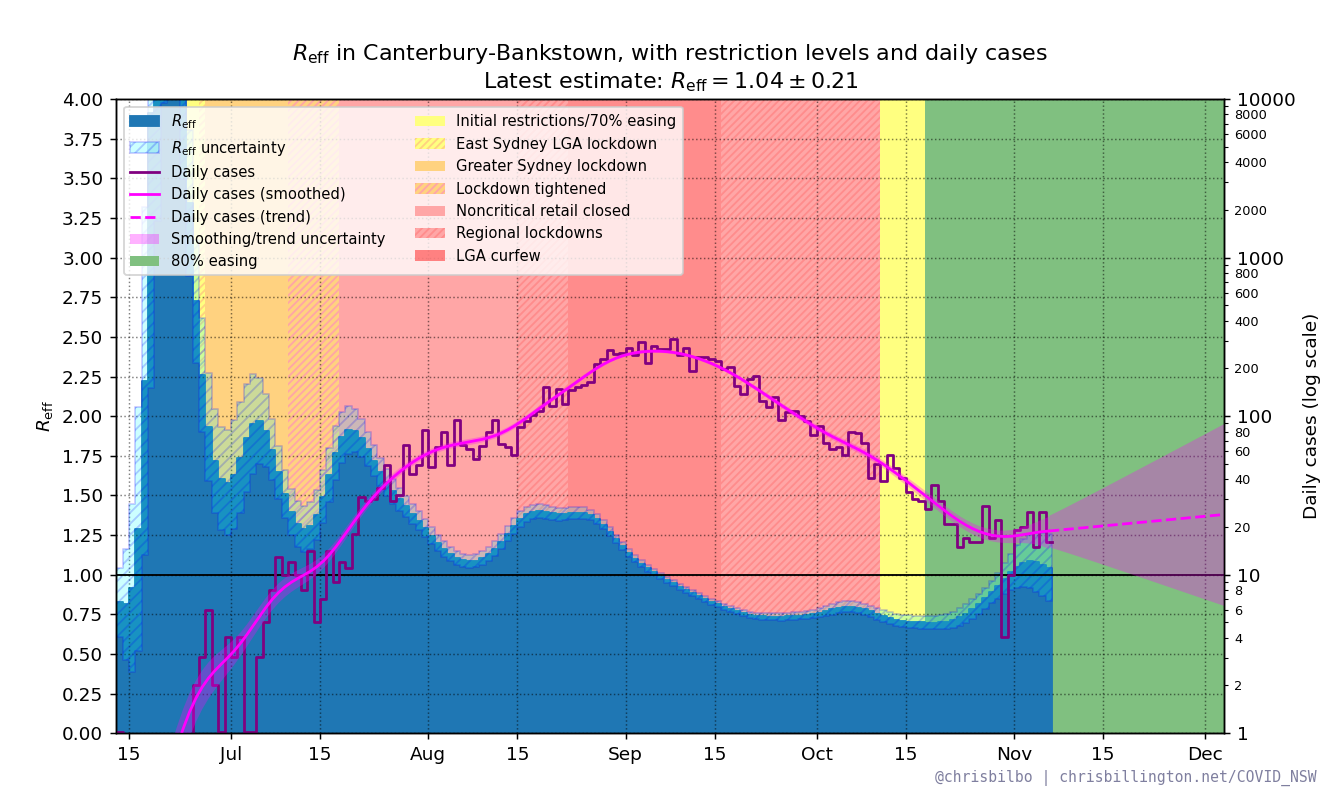 R_eff in Canterbury-Bankstown, with restriction levels and daily cases
Latest estimate: R_eff = 1.04 ± 0.21
R_eff
R_eff uncertainty
Daily cases
Daily cases (smoothed)
Daily cases (trend)
Smoothing/trend uncertainty
80% easing
Initial restrictions/70% easing
East Sydney LGA lockdown
Greater Sydney lockdown
Lockdown tightened
Noncritical retail closed
Regional lockdowns
LGA curfew
R_eff
4.00
3.75
3.50
3.25
3.00
2.75
2.50
2.25
2.00
1.75
1.50
1.25
1.00
0.75
0.50
0.25
0.00
10000
8000
6000
4000
2000
1000
800
600
400
200
100
80
60
40
20
10
8
6
4
2
1
Daily cases (log scale)
15 Jul 15 Aug 15 Sep 15 Oct 15 Nov 15 Dec
@chrisbilbo | chrisbillington.net/COVID_NSW